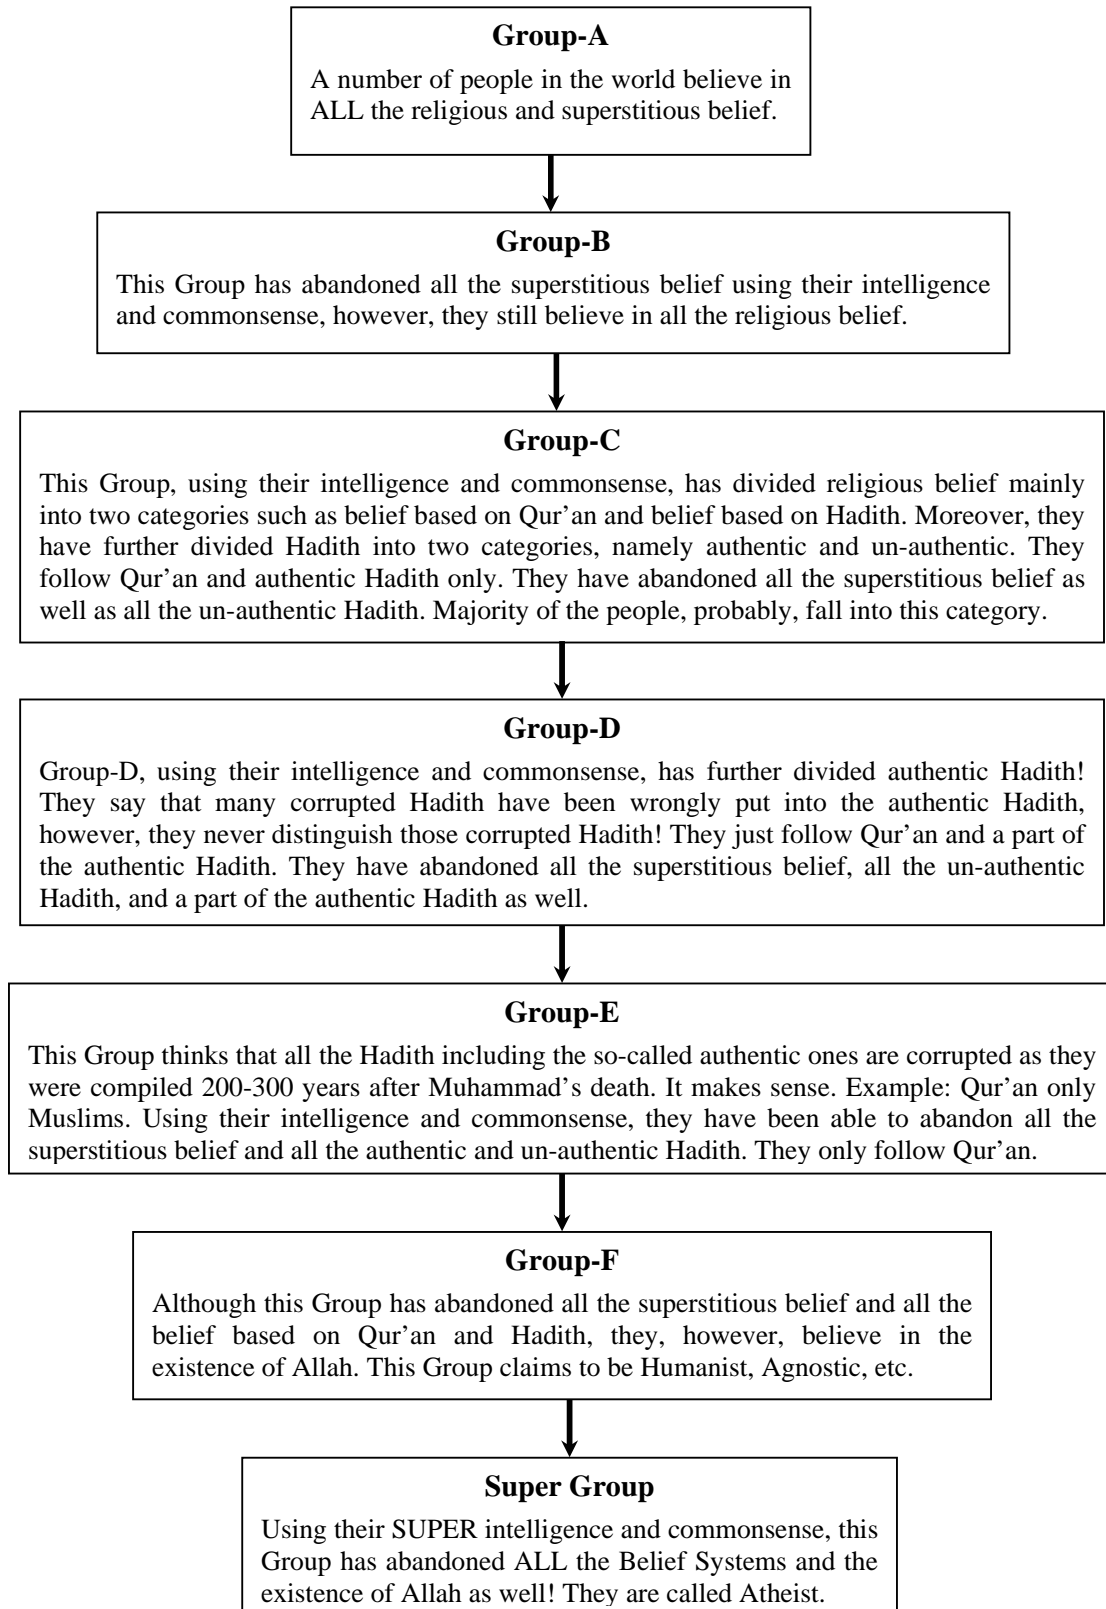 Group-A
A number of people in the world believe in
ALL the religious and superstitious belief.
Group-B
This Group has abandoned all the superstitious belief using their intelligence
and commonsense, however, they still believe in all the religious belief.
Group-C
This Group, using their intelligence and commonsense, has divided religious belief mainly
into two categories such as belief based on Qur’an and belief based on Hadith. Moreover, they
have further divided Hadith into two categories, namely authentic and un-authentic. They
follow Qur’an and authentic Hadith only. They have abandoned all the superstitious belief as
well as all the un-authentic Hadith. Majority of the people, probably, fall into this category.
Group-D
Group-D, using their intelligence and commonsense, has further divided authentic Hadith!
They say that many corrupted Hadith have been wrongly put into the authentic Hadith,
however, they never distinguish those corrupted Hadith! They just follow Qur’an and a part of
the authentic Hadith. They have abandoned all the superstitious belief, all the un-authentic
Hadith, and a part of the authentic Hadith as well.
Group-E
This Group thinks that all the Hadith including the so-called authentic ones are corrupted as they
were compiled 200-300 years after Muhammad’s death. It makes sense. Example: Qur’an only
Muslims. Using their intelligence and commonsense, they have been able to abandon all the
superstitious belief and all the authentic and un-authentic Hadith. They only follow Qur’an.
Group-F
Although this Group has abandoned all the superstitious belief and all the
belief based on Qur’an and Hadith, they, however, believe in the
existence of Allah. This Group claims to be Humanist, Agnostic, etc.
Super Group
Using their SUPER intelligence and commonsense, this
Group has abandoned ALL the Belief Systems and the
existence of Allah as well! They are called Atheist.